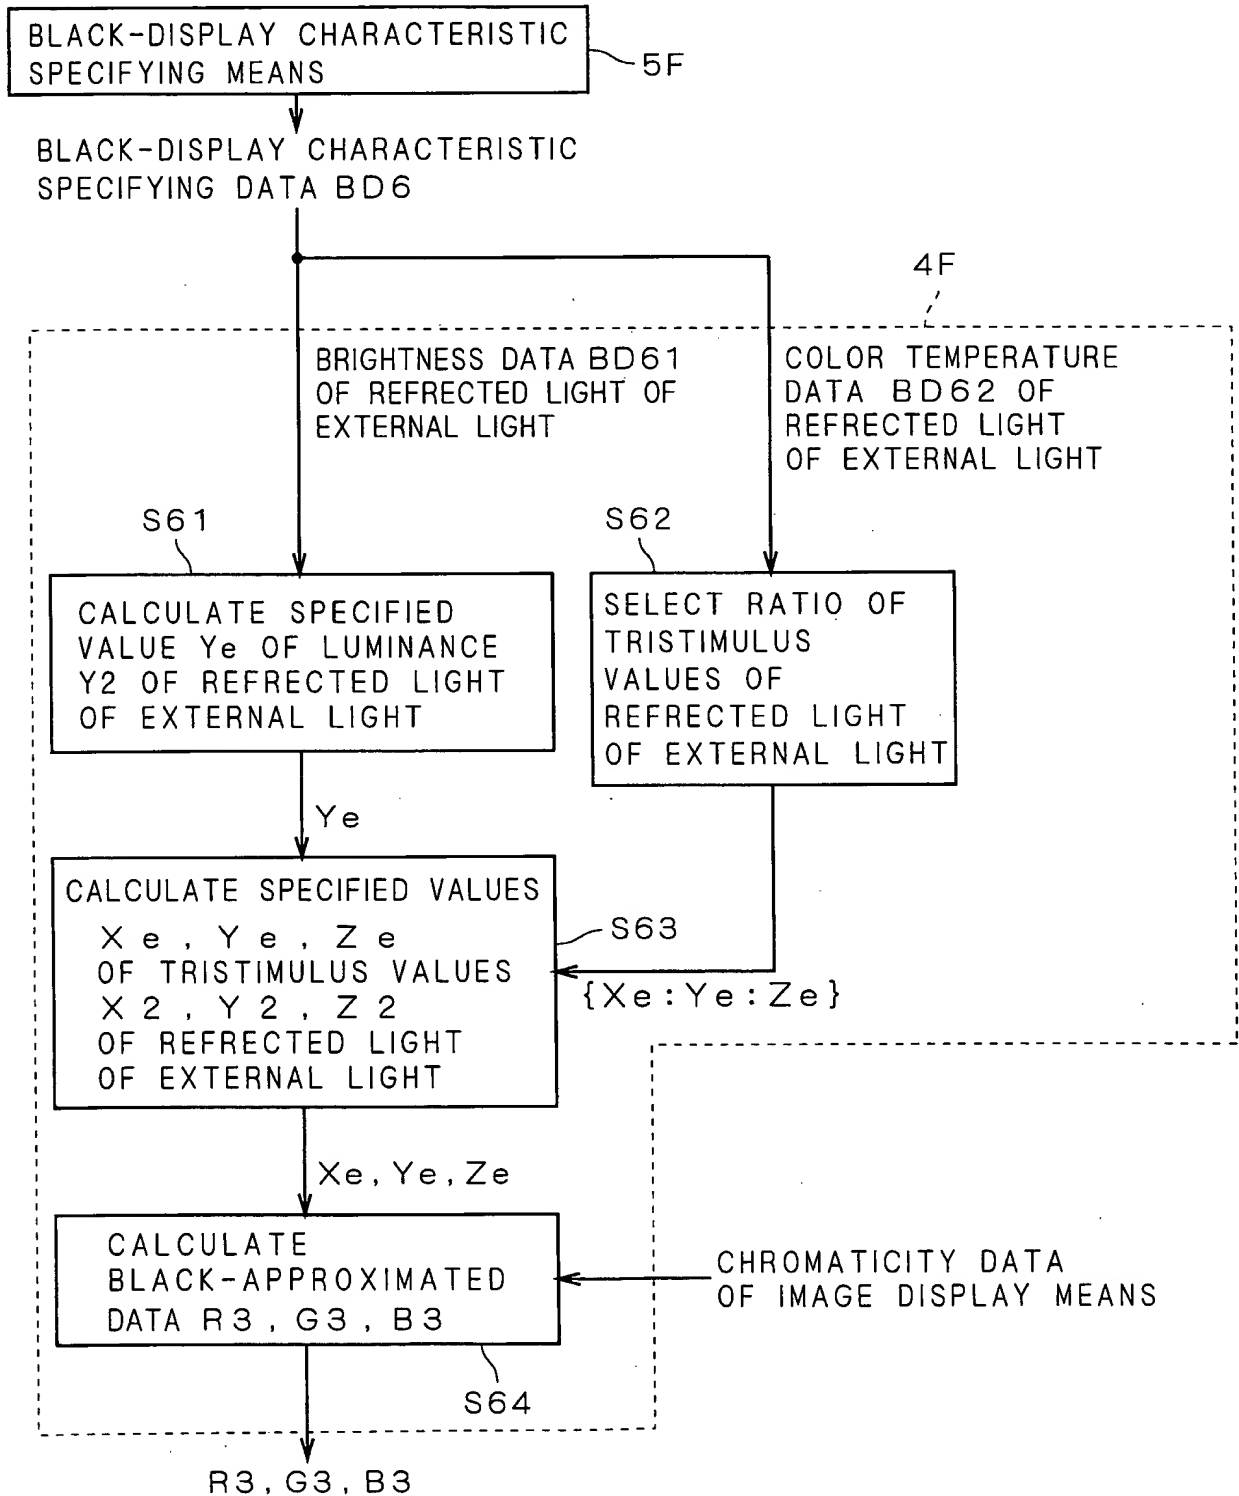 BLACK-DISPLAY CHARACTERISTIC
SPECIFYING MEANS
5F
BLACK-DISPLAY CHARACTERISTIC
SPECIFYING DATA BD6
4F
BRIGHTNESS DATA BD61
OF REFRECTED LIGHT OF
EXTERNAL LIGHT
COLOR TEMPERATURE
DATA BD62 OF
REFRECTED LIGHT
OF EXTERNAL LIGHT
S61
S62
CALCULATE SPECIFIED
VALUE Ye OF LUMINANCE
Y2 OF REFRECTED LIGHT
OF EXTERNAL LIGHT
SELECT RATIO OF
TRISTIMULUS
VALUES OF
REFRECTED LIGHT
OF EXTERNAL LIGHT
Ye
CALCULATE SPECIFIED VALUES
Xe, Ye, Ze
OF TRISTIMULUS VALUES
X2, Y2, Z2
OF REFRECTED LIGHT
OF EXTERNAL LIGHT
S63
{Xe:Ye:Ze}
Xe, Ye, Ze
CALCULATE
BLACK-APPROXIMATED
DATA R3, G3, B3
CHROMATICITY DATA
OF IMAGE DISPLAY MEANS
S64
R3, G3, B3